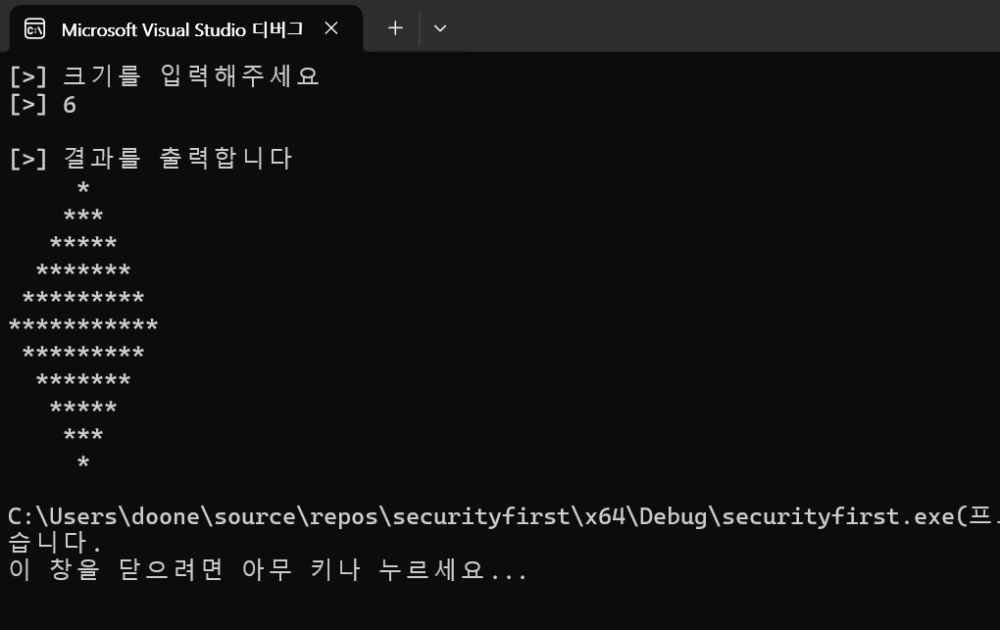 Microsoft Visual Studio 디버그
[>] 크기를 입력해주세요
[>] 6
[>] 결과를 출력합니다
     *
    ***
   *****
  *******
 *********
***********
 *********
  *******
   *****
    ***
     *
C:\Users\doone\source\repos\securityfirst\x64\Debug\securityfirst.exe(프
습니다.
이 창을 닫으려면 아무 키나 누르세요...